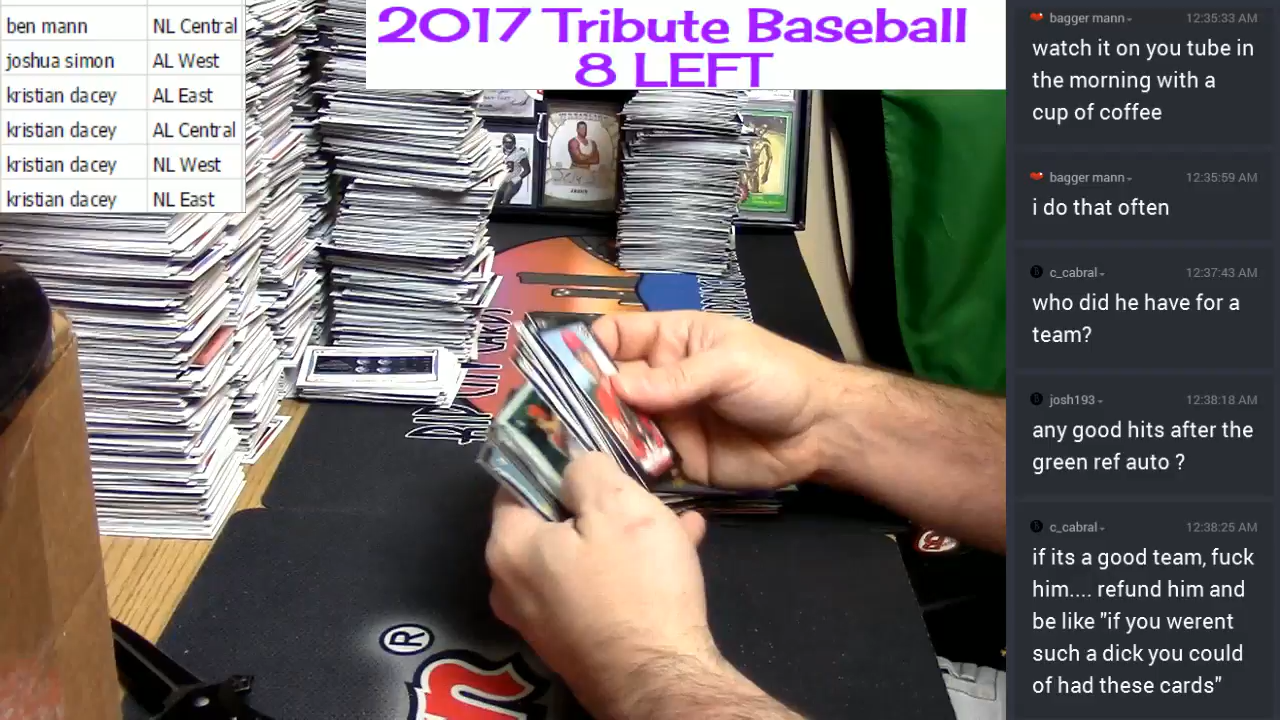 ben mann NL Central
joshua simon AL West
kristian dacey AL East
kristian dacey AL Central
kristian dacey NL West
kristian dacey NL East
2017 Tribute Baseball
8 LEFT
RIP CITY CARDS
®
bagger mann 12:35:33 AM
watch it on you tube in
the morning with a
cup of coffee
bagger mann 12:35:59 AM
i do that often
c_cabral 12:37:43 AM
who did he have for a
team?
josh193 12:38:18 AM
any good hits after the
green ref auto ?
c_cabral 12:38:25 AM
if its a good team, fuck
him.... refund him and
be like "if you werent
such a dick you could
of had these cards"